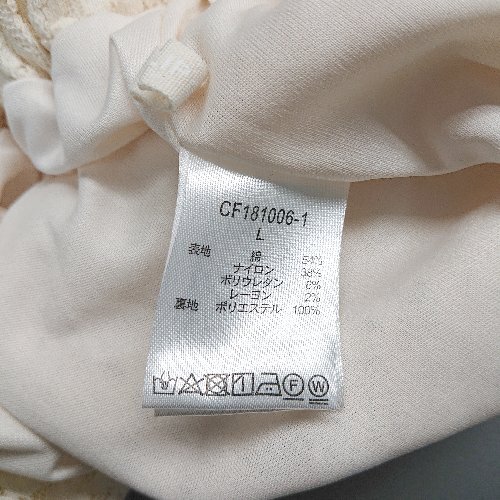 CF181006-1
L
表地 綿 54%
ナイロン 38%
ポリウレタン 6%
レーヨン 2%
裏地 ポリエステル 100%
F W